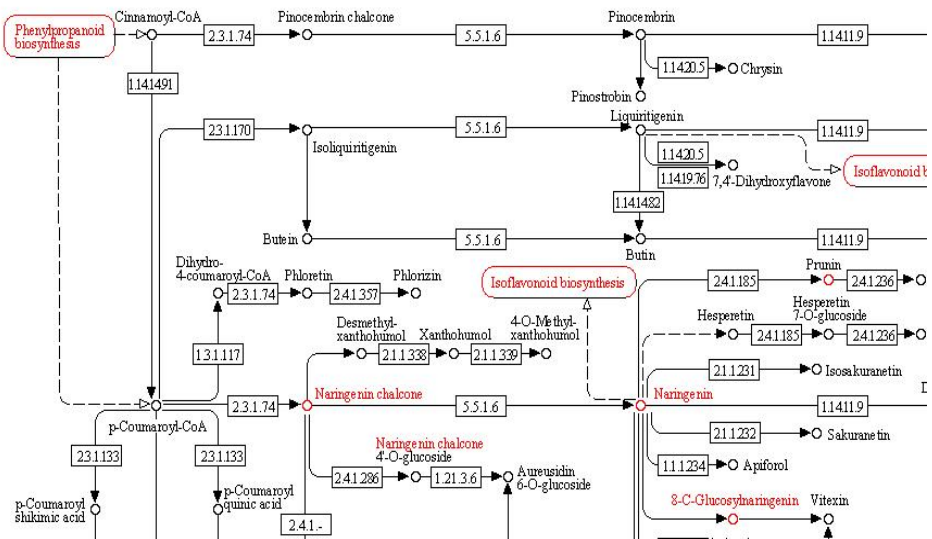 Cinnamoyl-CoA
Pinocembrin chalcone
Pinocembrin
Phenylpropanoid
biosynthesis
2.3.1.74
5.5.1.6
1.14.11.9
1.14.20.5
Chrysin
1.14.14.91
Pinostrobin
Liquiritigenin
2.3.1.170
5.5.1.6
1.14.11.9
Isoliquiritigenin
1.14.20.5
1.14.19.76
7,4'-Dihydroxyflavone
Isoflavonoid b
1.14.14.82
Butein
5.5.1.6
1.14.11.9
Butin
Dihydro-
4-coumaroyl-CoA
Phloretin
Phlorizin
2.3.1.74
2.4.1.357
Isoflavonoid biosynthesis
Prunin
2.4.1.185
2.4.1.236
Hesperetin
Hesperetin
7-O-glucoside
2.4.1.185
2.4.1.236
Desmethyl-
xanthohumol
Xanthohumol
4-O-Methyl-
xanthohumol
2.1.1.338
2.1.1.339
1.3.1.117
2.1.1.231
Isosakuranetin
2.3.1.74
Naringenin chalcone
5.5.1.6
Naringenin
1.14.11.9
D
p-Coumaroyl-CoA
2.1.1.232
Sakuranetin
2.3.1.133
2.3.1.133
Naringenin chalcone
4'-O-glucoside
2.4.1.286
1.21.3.6
Aureusidin
6-O-glucoside
1.1.1.234
Apiforol
p-Coumaroyl
shikimic acid
p-Coumaroyl
quinic acid
8-C-Glucosylnaringenin
Vitexin
2.4.1.-